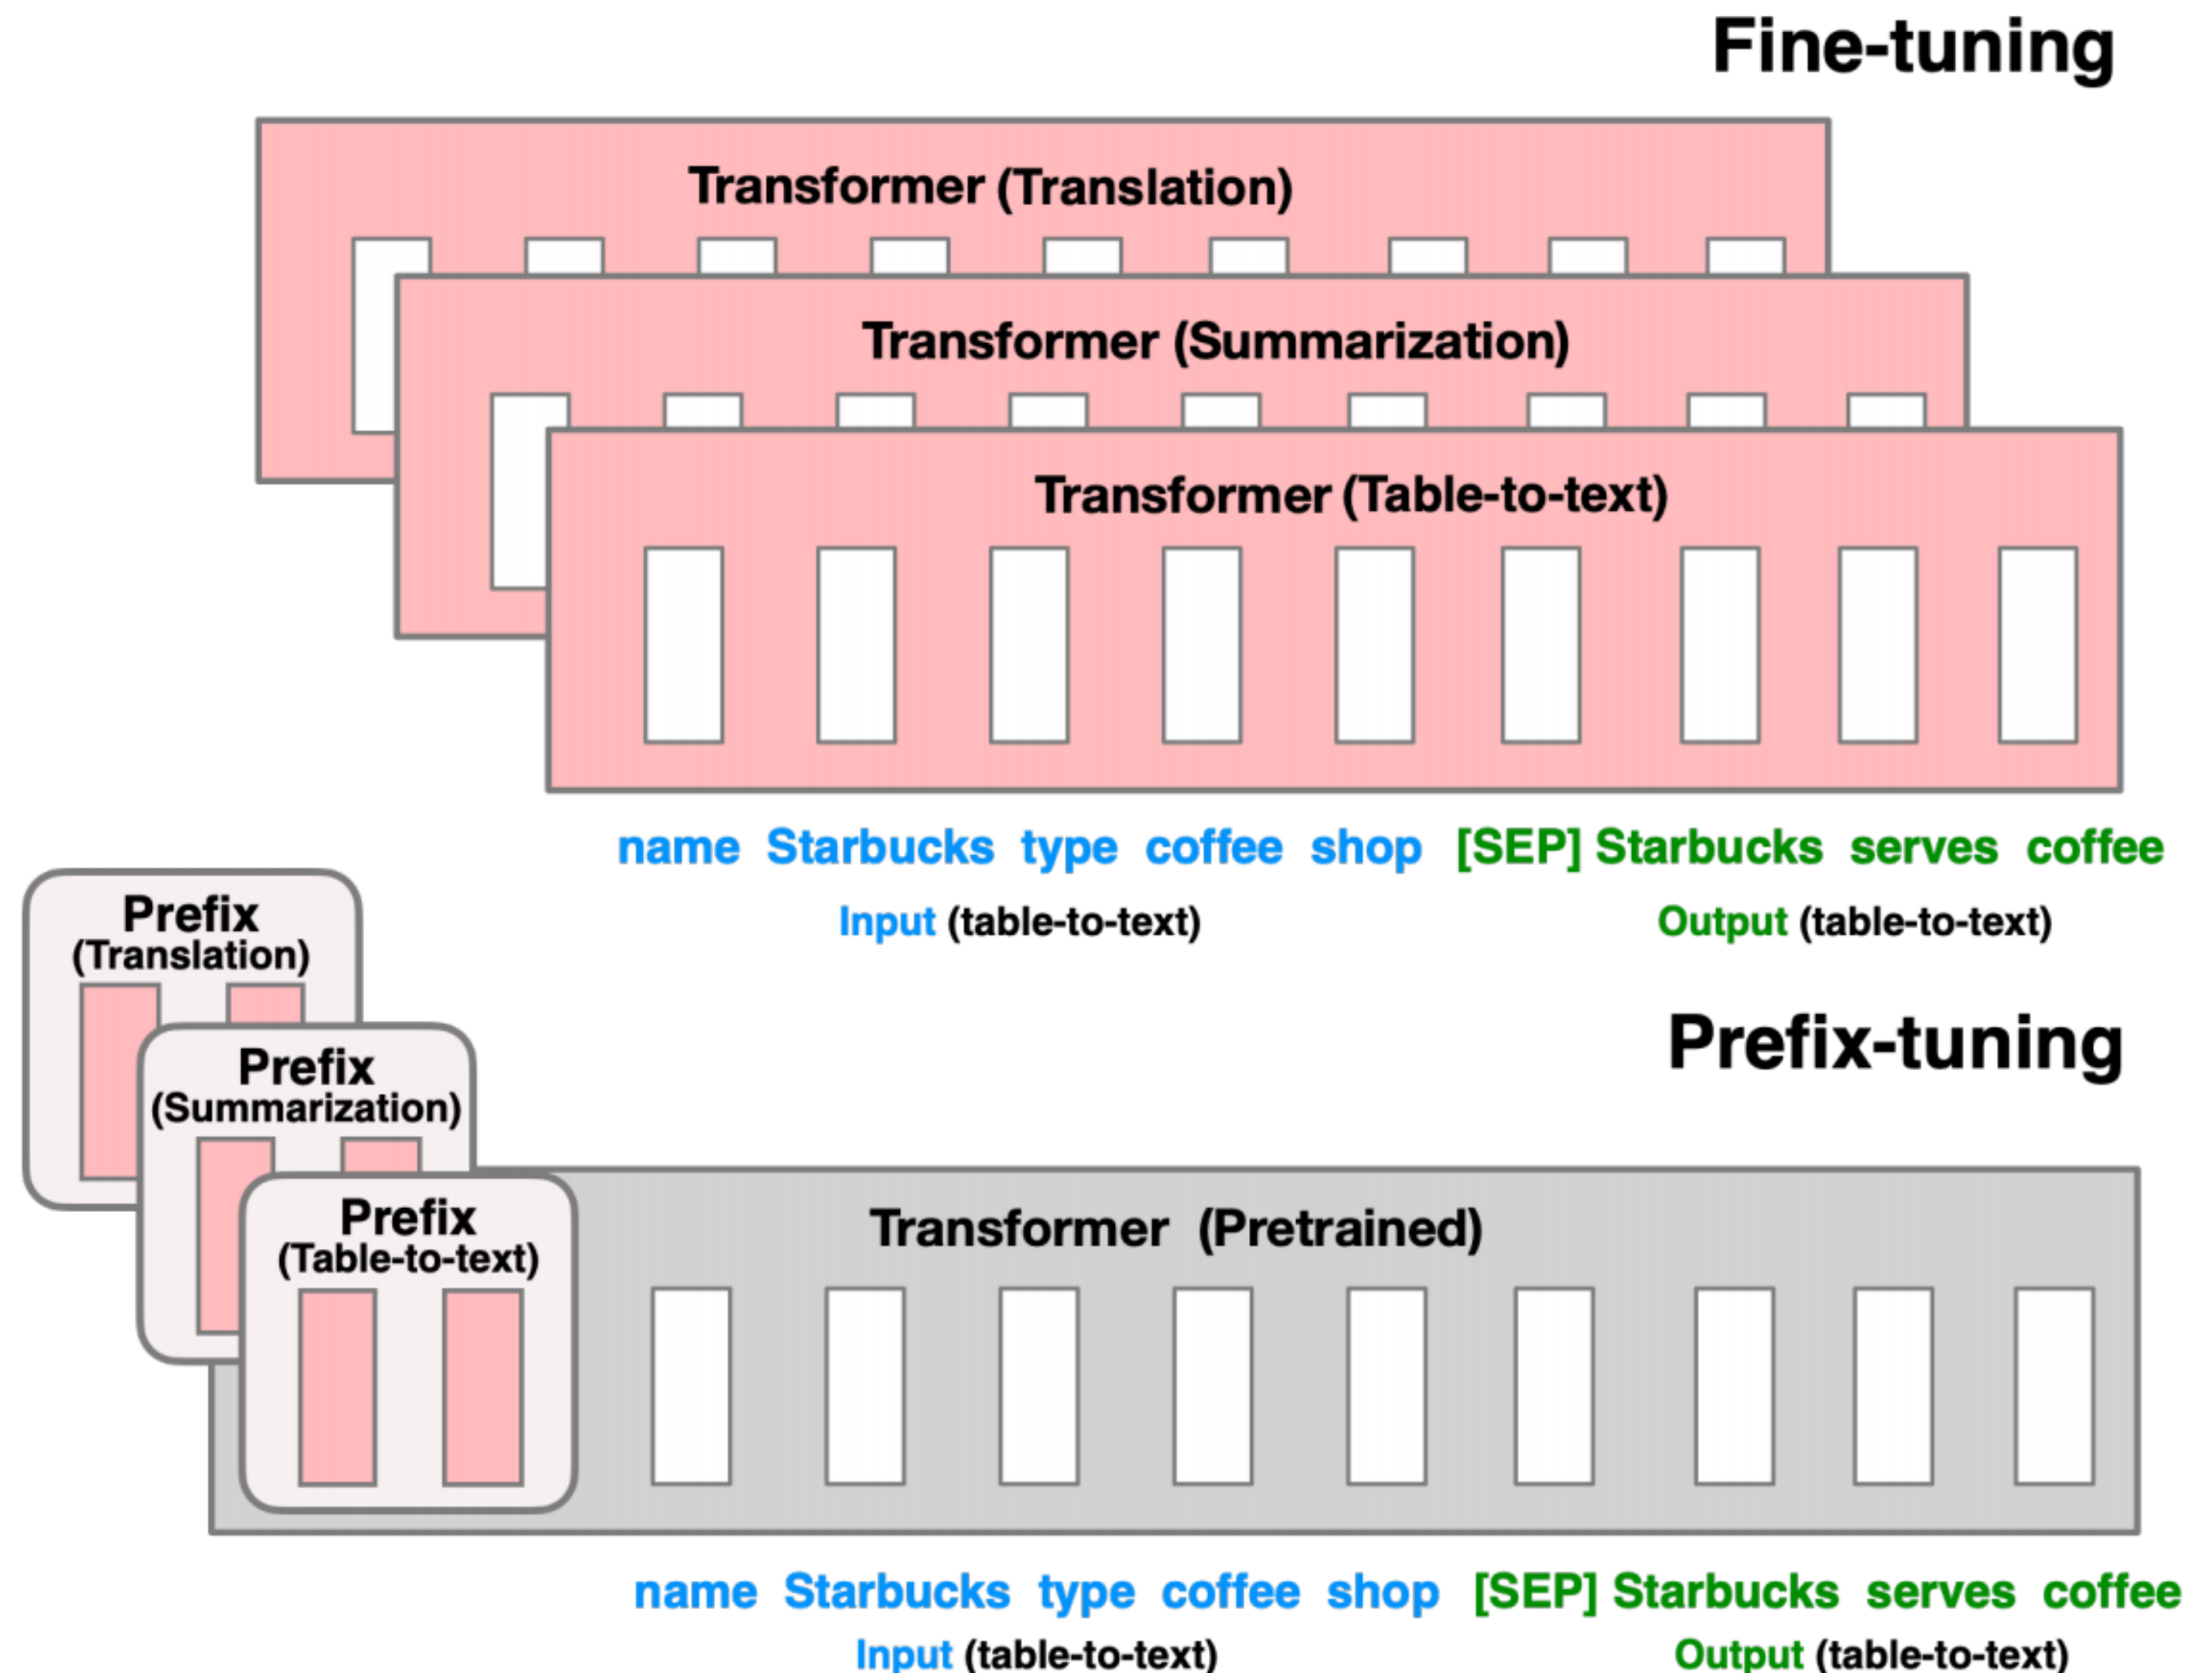 Fine-tuning
Transformer (Translation)
Transformer (Summarization)
Transformer (Table-to-text)
name Starbucks type coffee shop [SEP] Starbucks serves coffee
Input (table-to-text) Output (table-to-text)
Prefix
(Translation)
Prefix-tuning
Prefix
(Summarization)
Prefix
(Table-to-text)
Transformer (Pretrained)
name Starbucks type coffee shop [SEP] Starbucks serves coffee
Input (table-to-text) Output (table-to-text)